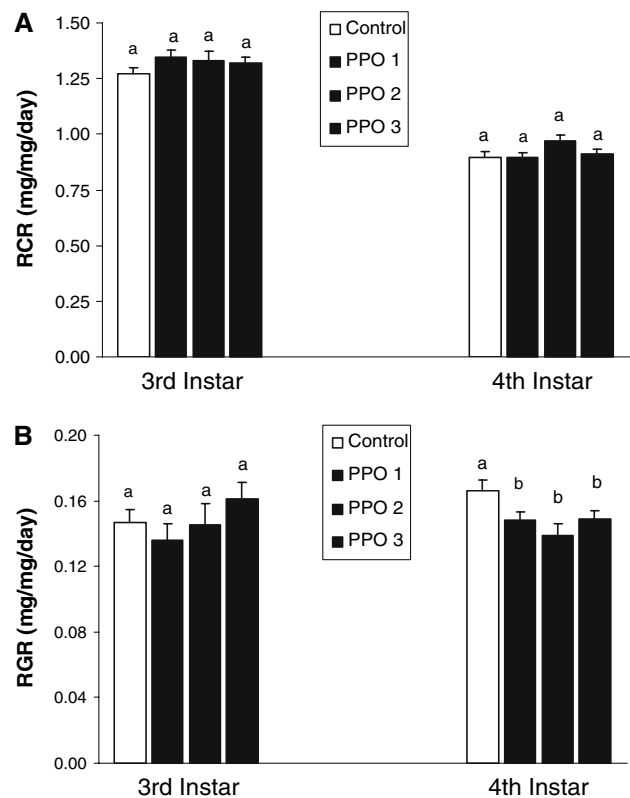 A
RCR (mg/mg/day)
1.50
1.25
1.00
0.75
0.50
0.25
0.00
a a a a
a a a a
Control
PPO 1
PPO 2
PPO 3
3rd Instar 4th Instar
B
RGR (mg/mg/day)
0.20
0.16
0.12
0.08
0.04
0.00
a a a a
a b b b
Control
PPO 1
PPO 2
PPO 3
3rd Instar 4th Instar